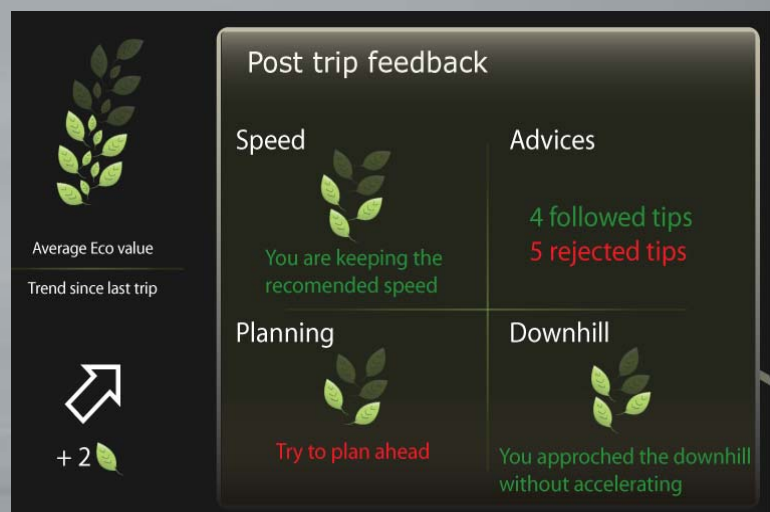 Post trip feedback
Speed
You are keeping the
recomended speed
Advices
4 followed tips
5 rejected tips
Planning
Try to plan ahead
Downhill
You approched the downhill
without accelerating
Average Eco value
Trend since last trip
+ 2